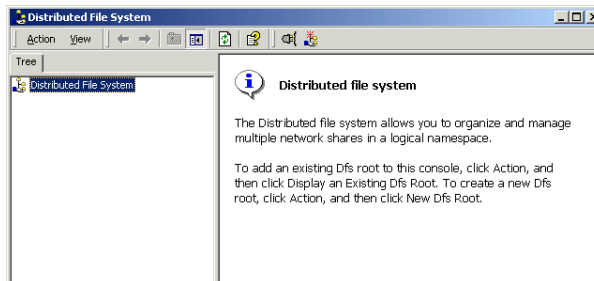 Distributed File System
Action View
Tree
Distributed File System
Distributed file system
The Distributed file system allows you to organize and manage
multiple network shares in a logical namespace.
To add an existing Dfs root to this console, click Action, and
then click Display an Existing Dfs Root. To create a new Dfs
root, click Action, and then click New Dfs Root.